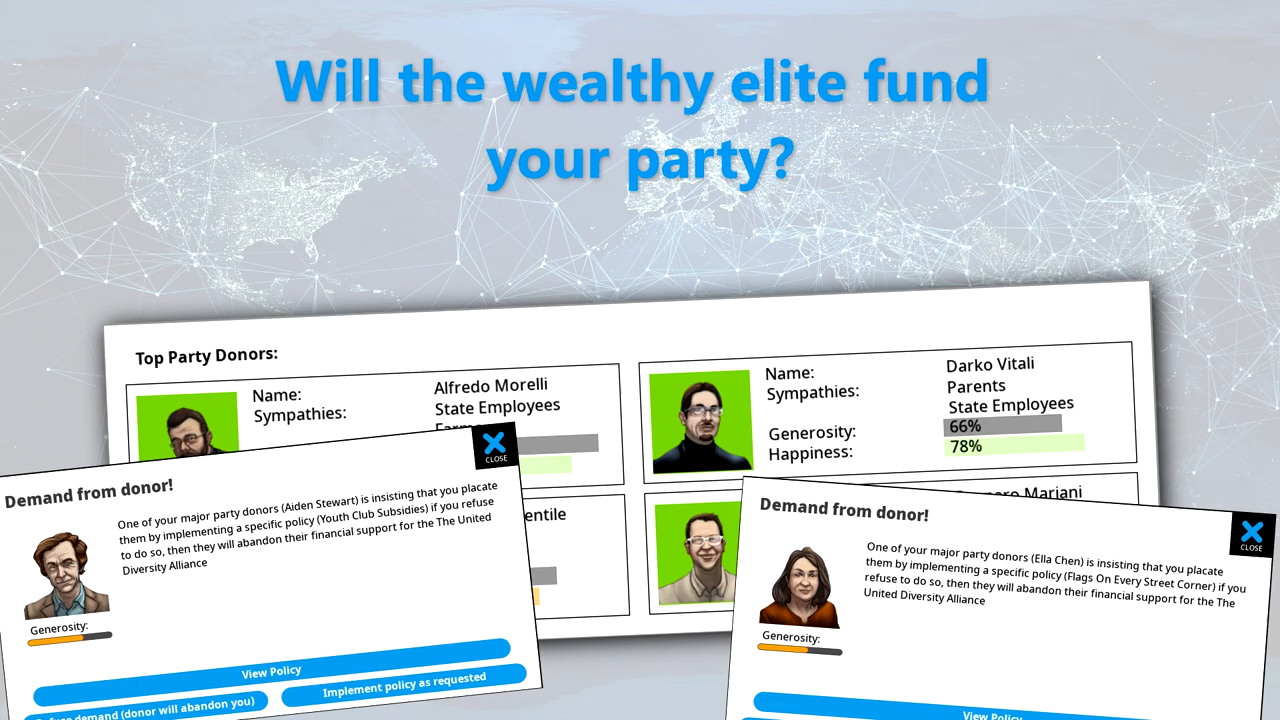 Will the wealthy elite fund
your party?
Top Party Donors:
Name:
Alfredo Morelli
Sympathies:
State Employees
Name:
Darko Vitali
Sympathies:
Parents
State Employees
Generosity:
66%
Happiness:
78%
Mariani
CLOSE
Demand from donor!
One of your major party donors (Aiden Stewart) is insisting that you placate
them by implementing a specific policy (Youth Club Subsidies) if you refuse
to do so, then they will abandon their financial support for the The United
Diversity Alliance
Generosity:
View Policy
Refuse demand (donor will abandon you)
Implement policy as requested
CLOSE
Demand from donor!
One of your major party donors (Ella Chen) is insisting that you placate
them by implementing a specific policy (Flags On Every Street Corner) if you
refuse to do so, then they will abandon their financial support for the The
United Diversity Alliance
Generosity:
View Policy